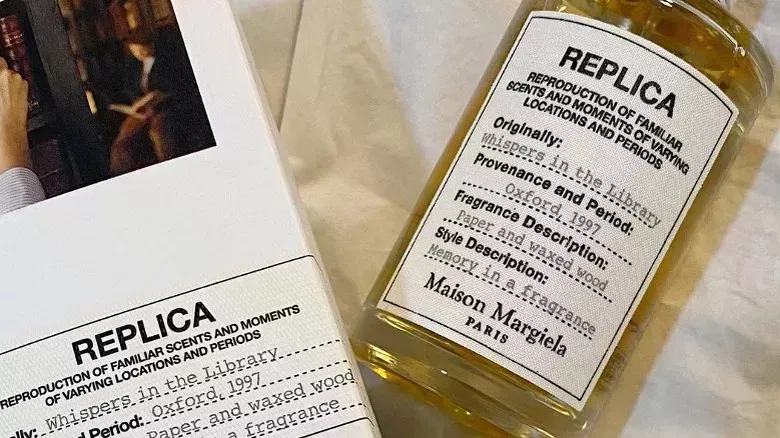 REPLICA
REPRODUCTION OF FAMILIAR SCENTS AND MOMENTS
OF VARYING LOCATIONS AND PERIODS
Whispers in the Library
Period: Oxford, 1997
Paper and waxed wood
in a fragrance
REPLICA
REPRODUCTION OF FAMILIAR
SCENTS AND MOMENTS OF VARYING
LOCATIONS AND PERIODS
Originally:
Whispers in the Library
Provenance and Period:
Oxford, 1997
Fragrance Description:
Paper and waxed wood
Style Description:
Memory in a fragrance
Maison Margiela
PARIS